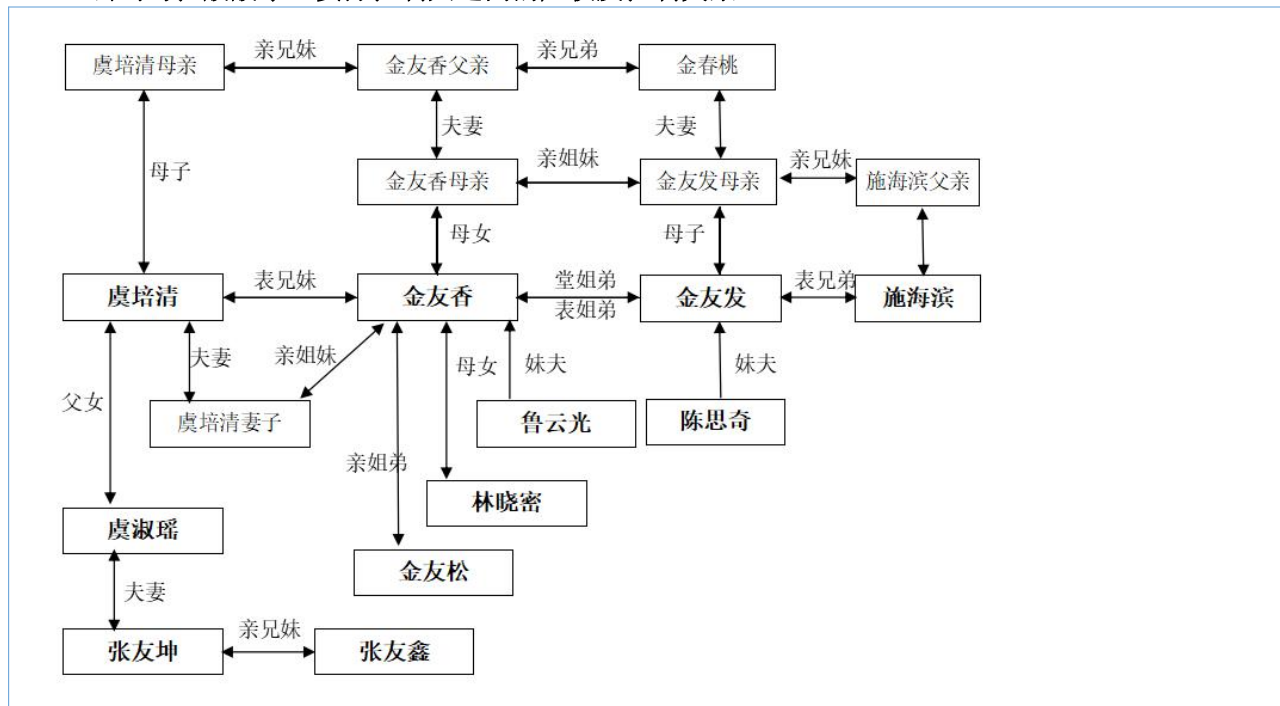 亲兄妹
亲兄弟
虞培清母亲
金友香父亲
金春桃
夫妻
夫妻
母子
亲姐妹
亲兄妹
金友香母亲
金友发母亲
施海滨父亲
母女
母子
表兄妹
堂姐弟
表兄弟
虞培清
金友香
金友发
施海滨
表姐弟
夫妻
亲姐妹
母女
妹夫
妹夫
父女
虞培清妻子
鲁云光
陈思奇
亲姐弟
林晓密
虞淑瑶
金友松
夫妻
亲兄妹
张友坤
张友鑫